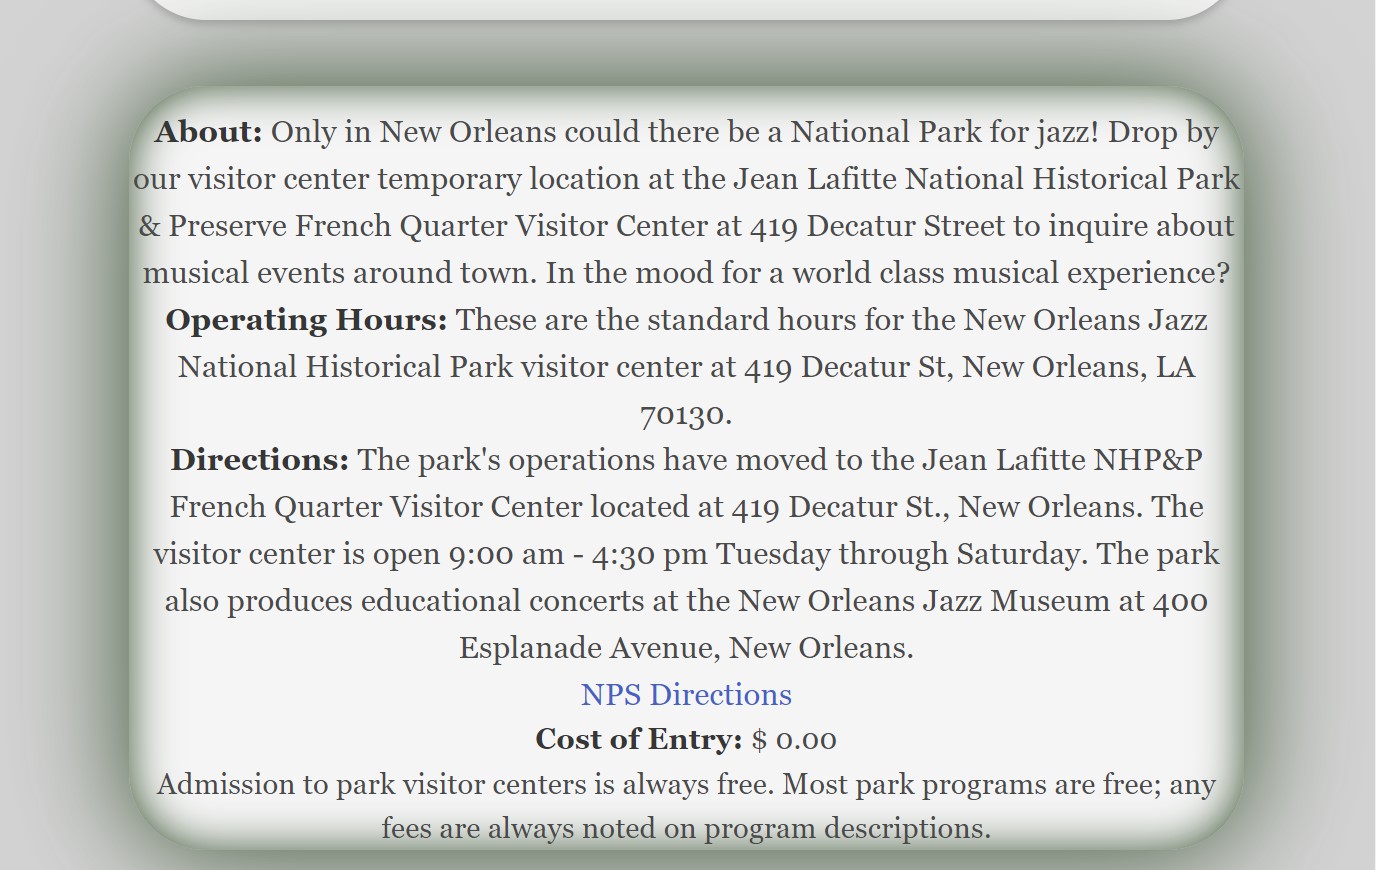 About: Only in New Orleans could there be a National Park for jazz! Drop by
our visitor center temporary location at the Jean Lafitte National Historical Park
& Preserve French Quarter Visitor Center at 419 Decatur Street to inquire about
musical events around town. In the mood for a world class musical experience?
Operating Hours: These are the standard hours for the New Orleans Jazz
National Historical Park visitor center at 419 Decatur St, New Orleans, LA
70130.
Directions: The park's operations have moved to the Jean Lafitte NHP&P
French Quarter Visitor Center located at 419 Decatur St., New Orleans. The
visitor center is open 9:00 am - 4:30 pm Tuesday through Saturday. The park
also produces educational concerts at the New Orleans Jazz Museum at 400
Esplanade Avenue, New Orleans.
NPS Directions
Cost of Entry: $ 0.00
Admission to park visitor centers is always free. Most park programs are free; any
fees are always noted on program descriptions.